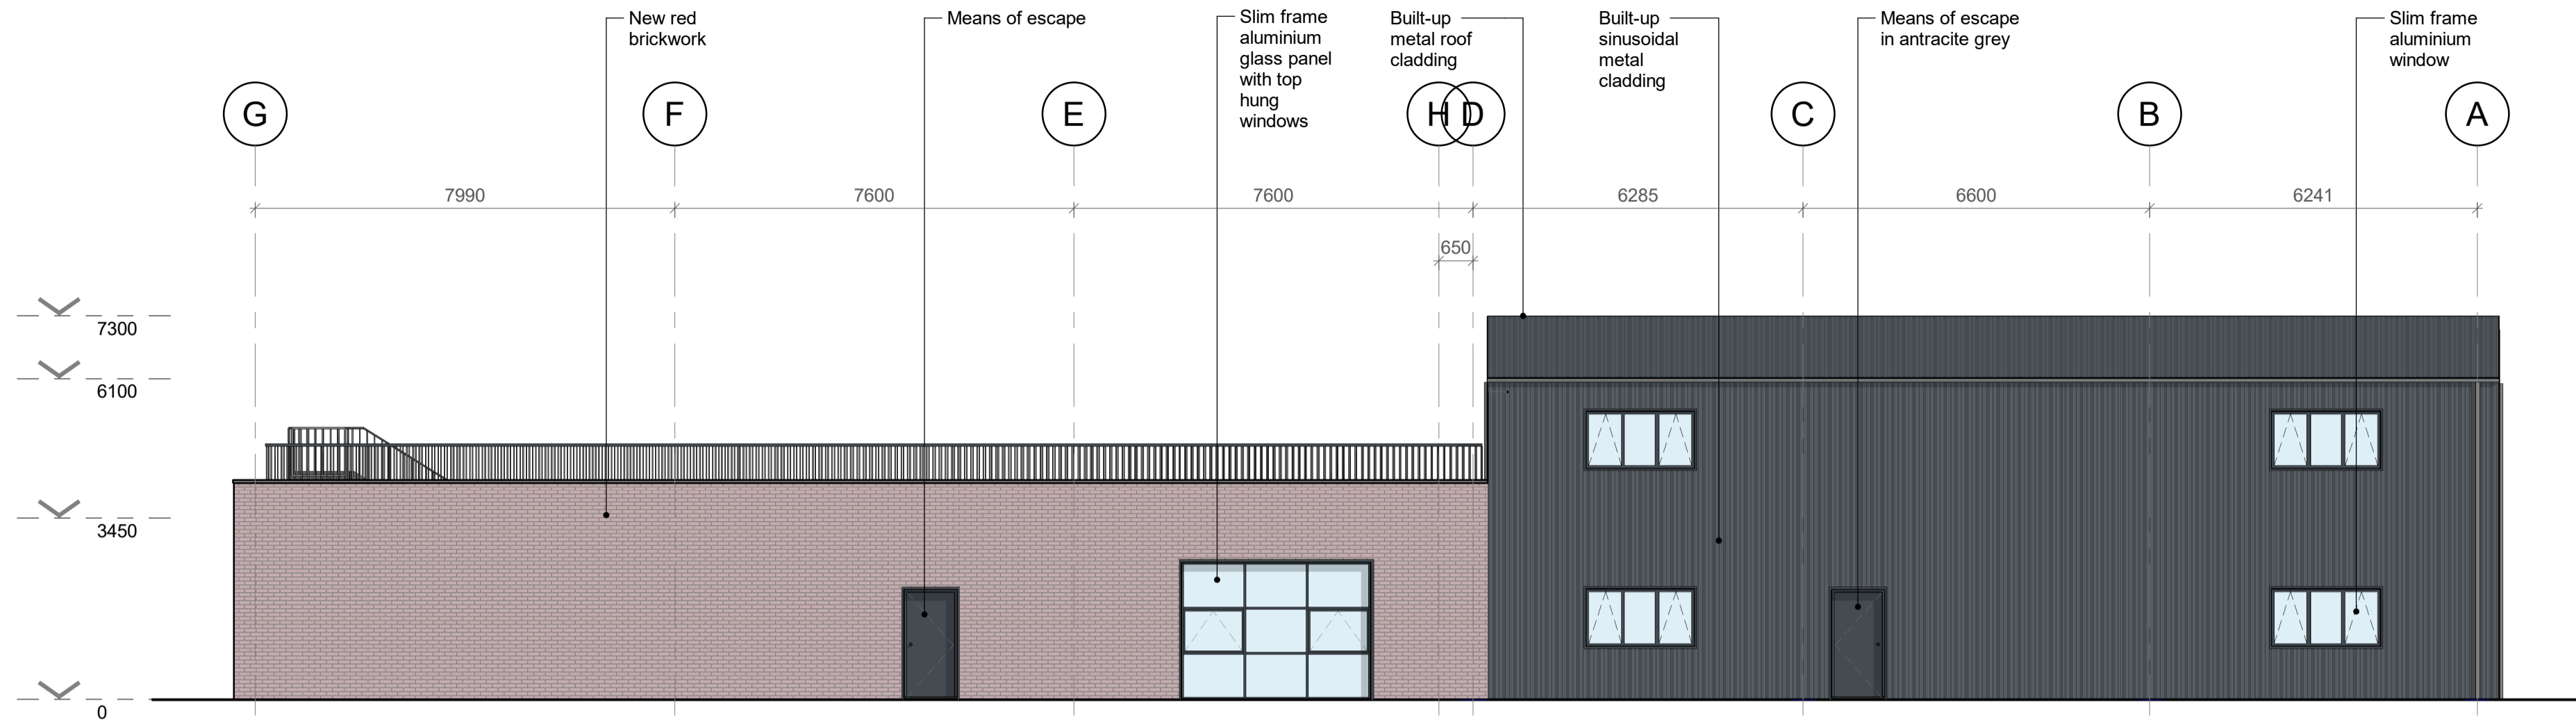 New red
brickwork
Means of escape
Slim frame
aluminium
glass panel
with top
hung
windows
Built-up
metal roof
cladding
Built-up
sinusoidal
metal
cladding
Means of escape
in antracite grey
Slim frame
aluminium
window
G
F
E
H
D
C
B
A
7990
7600
7600
6285
6600
6241
650
7300
6100
3450
0